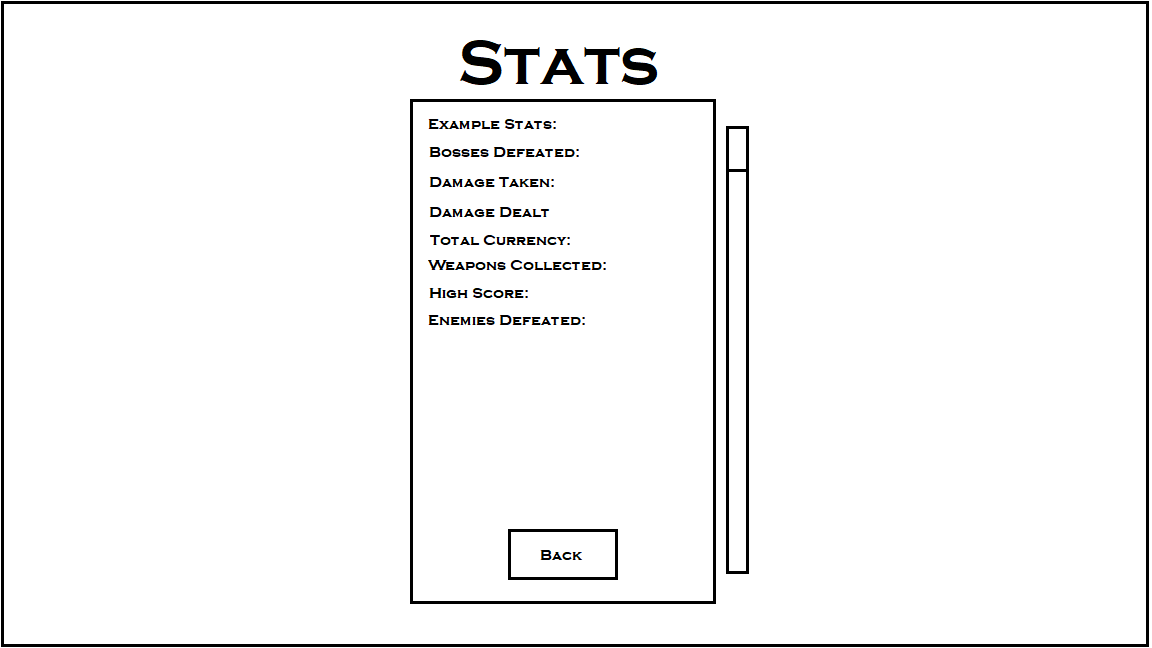 Stats
Example Stats:
Bosses Defeated:
Damage Taken:
Damage Dealt
Total Currency:
Weapons Collected:
High Score:
Enemies Defeated:
Back